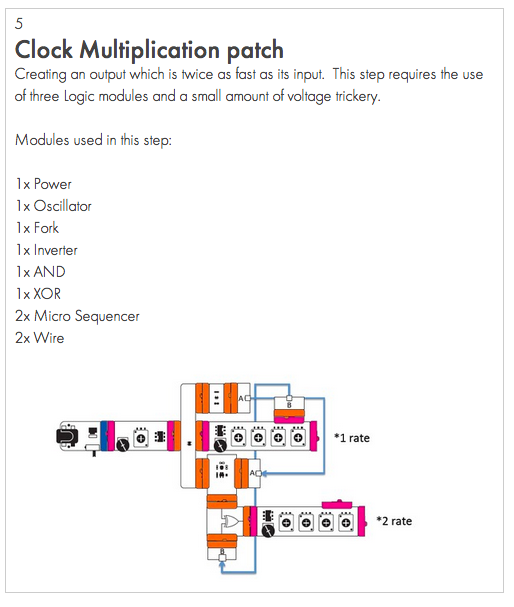 5
Clock Multiplication patch
Creating an output which is twice as fast as its input.  This step requires the use
of three Logic modules and a small amount of voltage trickery.
Modules used in this step:
1x Power
1x Oscillator
1x Fork
1x Inverter
1x AND
1x XOR
2x Micro Sequencer
2x Wire
A
B
*1 rate
A
*2 rate
B